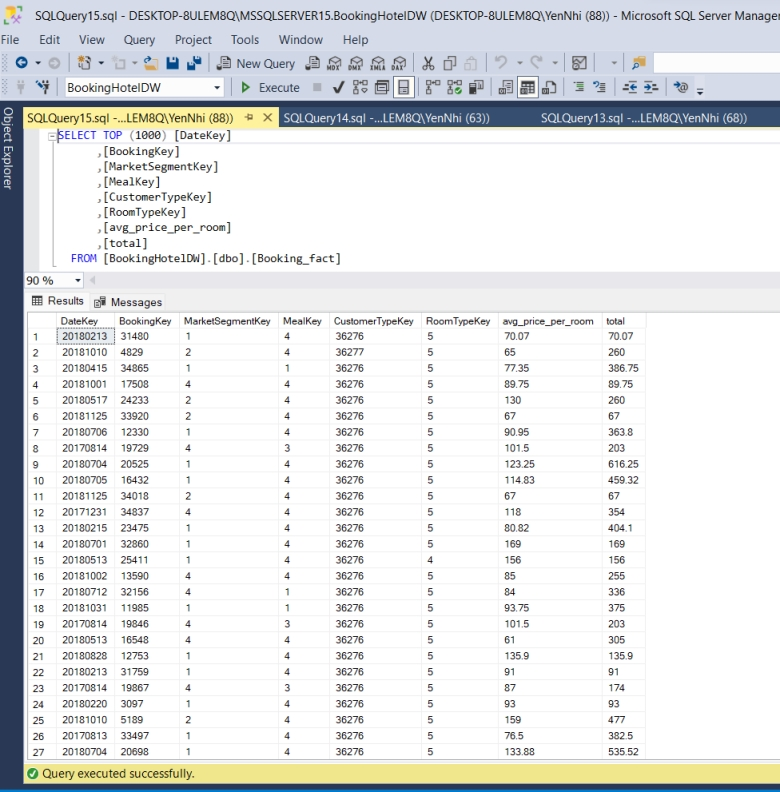 SQLQuery15.sql - DESKTOP-8ULEM8Q\MSSQLSERVER15.BookingHotelDW (DESKTOP-8ULEM8Q\YenNhi (88)) - Microsoft SQL Server Manager
File Edit View Query Project Tools Window Help
New Query MDX DMX XMLA DAX
BookingHotelDW Execute
Object Explorer
SQLQuery15.sql -...LEM8Q\YenNhi (88)) SQLQuery14.sql -...LEM8Q\YenNhi (63)) SQLQuery13.sql -...LEM8Q\YenNhi (68))
SELECT TOP (1000) [DateKey]
,[BookingKey]
,[MarketSegmentKey]
,[MealKey]
,[CustomerTypeKey]
,[RoomTypeKey]
,[avg_price_per_room]
,[total]
FROM [BookingHotelDW].[dbo].[Booking_fact]
90 %
Results Messages
DateKey BookingKey MarketSegmentKey MealKey CustomerTypeKey RoomTypeKey avg_price_per_room total
1 20180213 31480 1 4 36276 5 70.07 70.07
2 20181010 4829 2 4 36277 5 65 260
3 20180415 34865 1 1 36276 5 77.35 386.75
4 20181001 17508 4 4 36276 5 89.75 89.75
5 20180517 24233 2 4 36276 5 130 260
6 20181125 33920 2 4 36276 5 67 67
7 20180706 12330 1 4 36276 5 90.95 363.8
8 20170814 19729 4 3 36276 5 101.5 203
9 20180704 20525 1 4 36276 5 123.25 616.25
10 20180705 16432 1 4 36276 5 114.83 459.32
11 20181125 34018 2 4 36276 5 67 67
12 20171231 34837 4 4 36276 5 118 354
13 20180215 23475 1 4 36276 5 80.82 404.1
14 20180701 32860 1 4 36276 5 169 169
15 20180513 25411 1 4 36276 4 156 156
16 20181002 13590 4 4 36276 5 85 255
17 20180712 32156 4 1 36276 5 84 336
18 20181031 11985 1 1 36276 5 93.75 375
19 20170814 19846 4 3 36276 5 101.5 203
20 20180513 16548 4 4 36276 5 61 305
21 20180828 12753 1 4 36276 5 135.9 135.9
22 20180213 31759 1 4 36276 5 91 91
23 20170814 19867 4 3 36276 5 87 174
24 20180220 3097 1 4 36276 5 93 93
25 20181010 5189 2 4 36276 5 159 477
26 20170813 33497 1 4 36276 5 76.5 382.5
27 20180704 20698 1 4 36276 5 133.88 535.52
Query executed successfully.